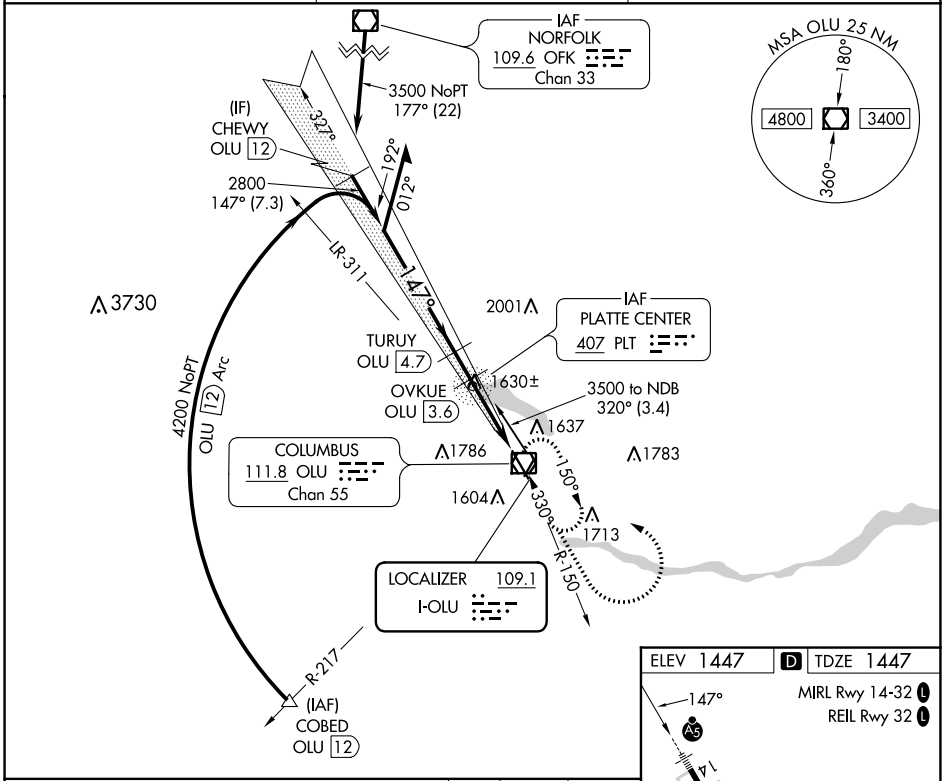 IAF
NORFOLK
109.6 OFK
Chan 33
MSA OLU 25 NM
180°
4800
3400
360°
3500 NoPT
177° (22)
(IF)
CHEWY
OLU 12
327°
192°
012°
2800
147° (7.3)
LR-311
147°
3730
2001
IAF
PLATTE CENTER
407 PLT
TURUY
OLU 4.7
1630±
OVKUE
OLU 3.6
3500 to NDB
320° (3.4)
4200 NoPT
OLU 12 Arc
1637
COLUMBUS
111.8 OLU
Chan 55
1786
1783
150°
1604
330°
1713
R-150
LOCALIZER 109.1
I-OLU
R-217
(IAF)
COBED
OLU 12
ELEV 1447 D TDZE 1447
147°
MIRL Rwy 14-32 L
REIL Rwy 32 L
A5
14